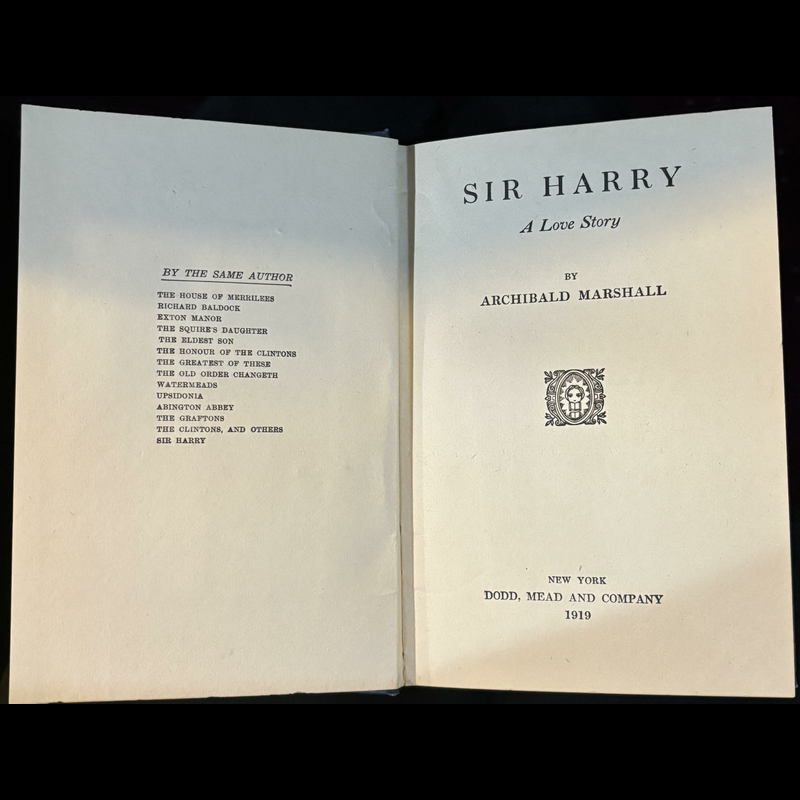 BY THE SAME AUTHOR
THE HOUSE OF MERRILEES
RICHARD BALDOCK
EXTON MANOR
THE SQUIRE'S DAUGHTER
THE ELDEST SON
THE HONOUR OF THE CLINTONS
THE GREATEST OF THESE
THE OLD ORDER CHANGETH
WATERMEADS
UPSIDONIA
ABINGTON ABBEY
THE GRAFTONS
THE CLINTONS, AND OTHERS
SIR HARRY
SIR HARRY
A Love Story
BY
ARCHIBALD MARSHALL
NEW YORK
DODD, MEAD AND COMPANY
1919